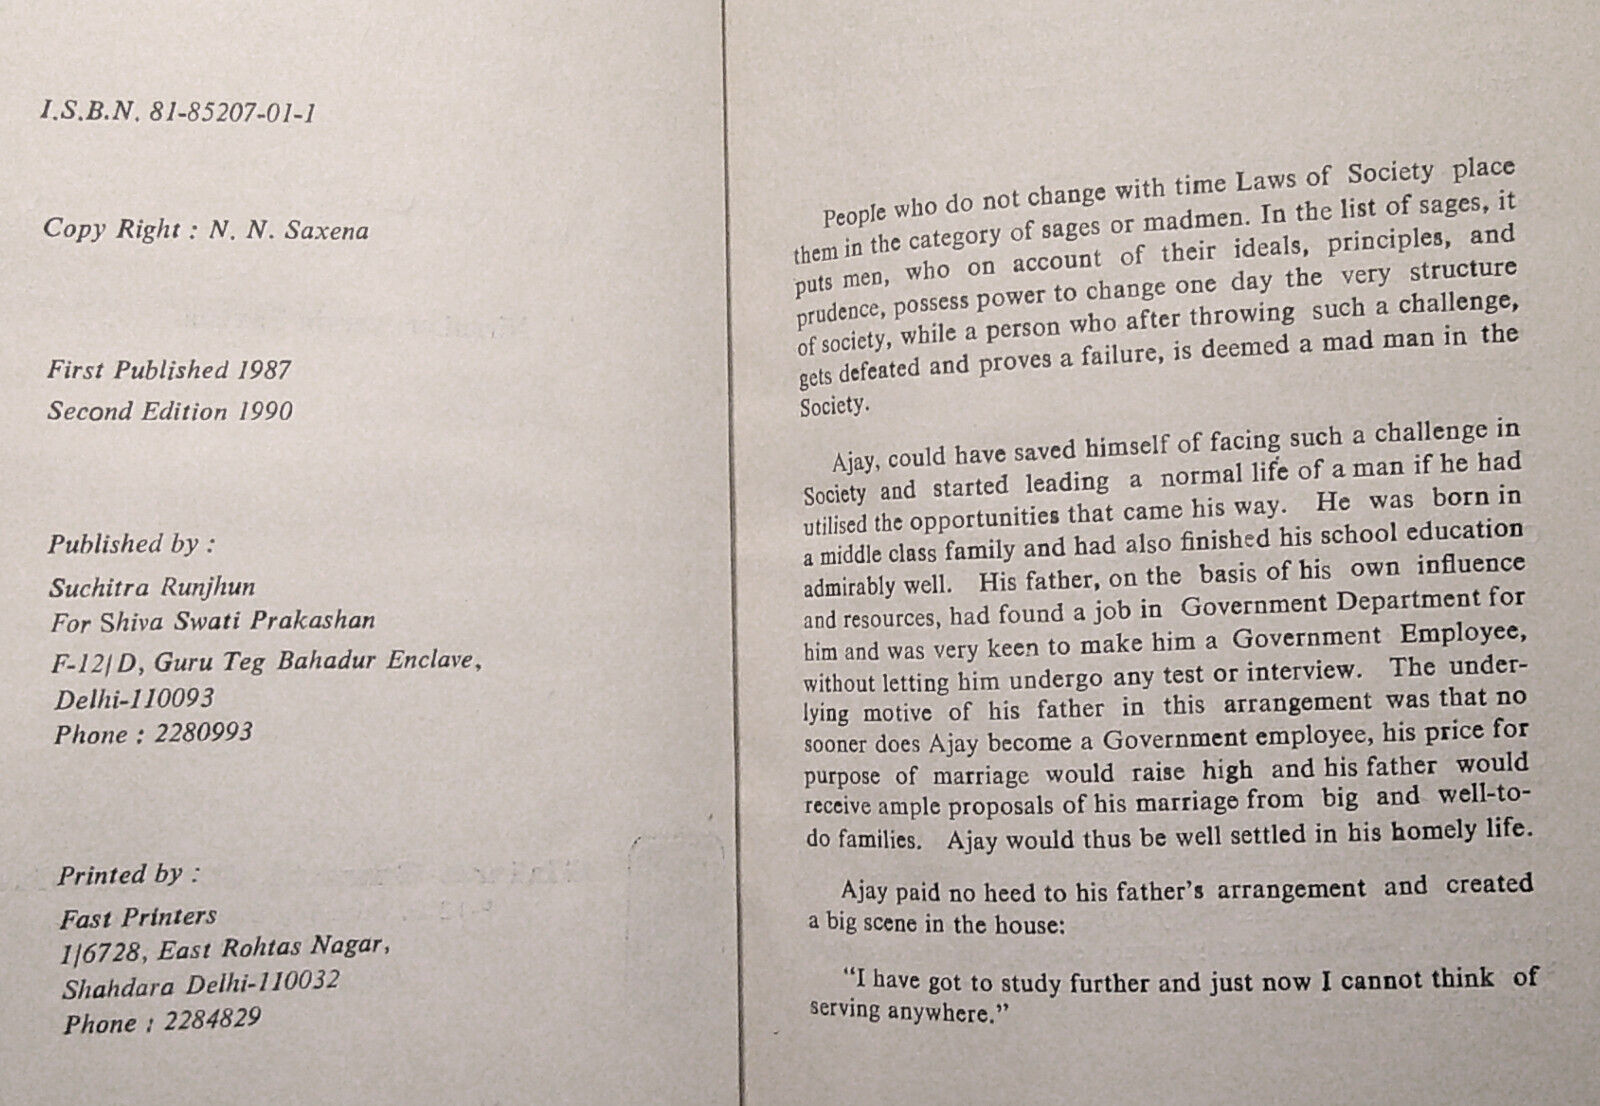 I.S.B.N. 81-85207-01-1
Copy Right : N. N. Saxena
First Published 1987
Second Edition 1990
Published by :
Suchitra Runjhun
For Shiva Swati Prakashan
F-12/D, Guru Teg Bahadur Enclave,
Delhi-110093
Phone : 2280993
Printed by :
Fast Printers
1/6728, East Rohtas Nagar,
Shahdara Delhi-110032
Phone : 2284829
People who do not change with time Laws of Society place
them in the category of sages or madmen. In the list of sages, it
puts men, who on account of their ideals, principles, and
prudence, possess power to change one day the very structure
of society, while a person who after throwing such a challenge,
gets defeated and proves a failure, is deemed a mad man in the
Society.
Ajay, could have saved himself of facing such a challenge in
Society and started leading a normal life of a man if he had
utilised the opportunities that came his way. He was born in
a middle class family and had also finished his school education
admirably well. His father, on the basis of his own influence
and resources, had found a job in Government Department for
him and was very keen to make him a Government Employee,
without letting him undergo any test or interview. The under-
lying motive of his father in this arrangement was that no
sooner does Ajay become a Government employee, his price for
purpose of marriage would raise high and his father would
receive ample proposals of his marriage from big and well-to-
do families. Ajay would thus be well settled in his homely life.
Ajay paid no heed to his father's arrangement and created
a big scene in the house:
"I have got to study further and just now I cannot think of
serving anywhere."